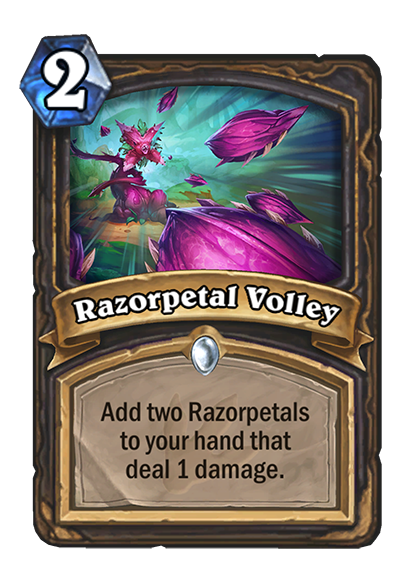 2
Razorpetal Volley
Add two Razorpetals
to your hand that
deal 1 damage.